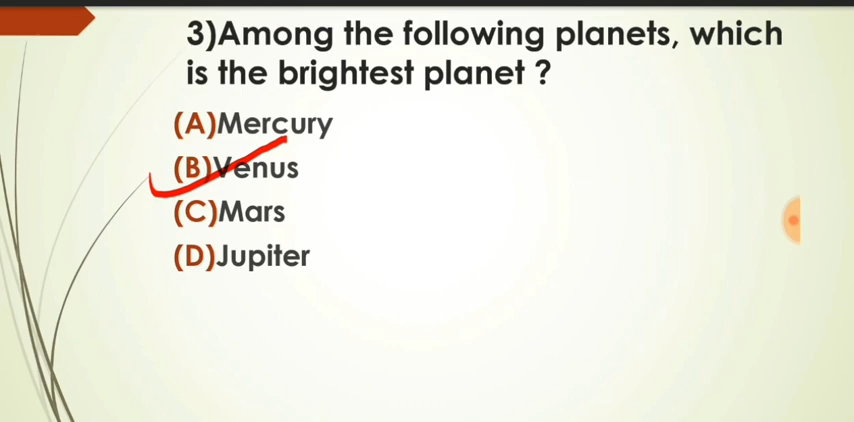 3)Among the following planets, which
is the brightest planet ?
(A)Mercury
(B)Venus
(C)Mars
(D)Jupiter